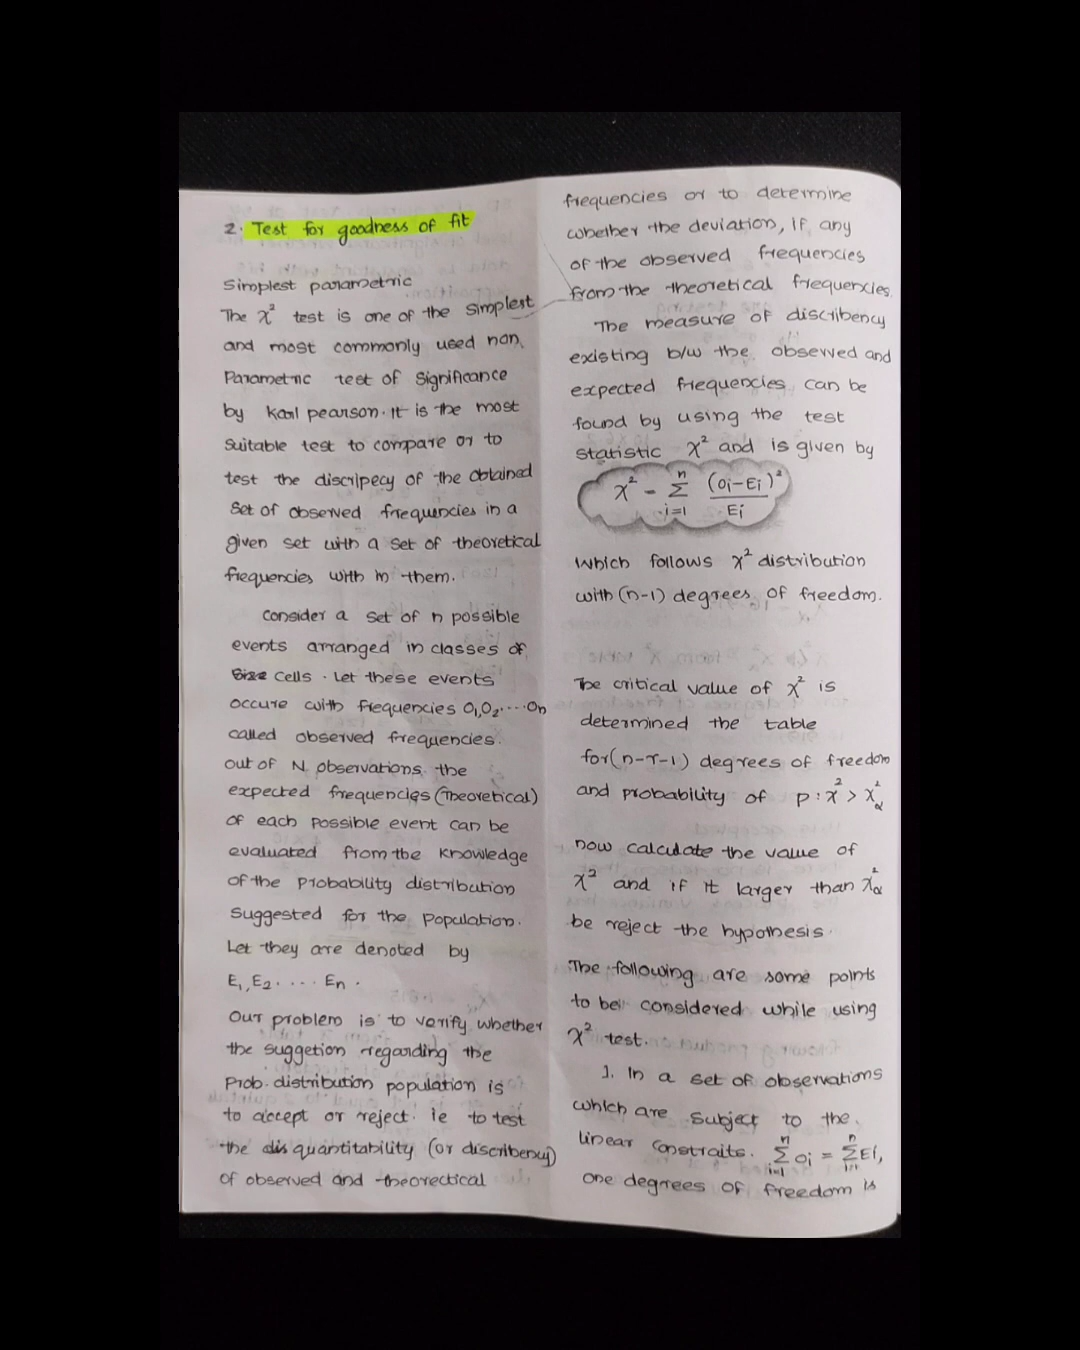 2. Test for goodness of fit
Simplest parametric
The χ² test is one of the simplest
and most commonly used non.
Parametric test of Significance
by Karl pearson. It is the most
Suitable test to compare or to
test the discripecy of the obtained
Set of observed frequencies in a
given set with a set of theoretical
frequencies with in them.
Consider a set of n possible
events arranged in classes of
Size cells. Let these events
occure with frequencies O₁,O₂....On
called observed frequencies.
out of N observations, the
expected frequencies (Theoretical)
of each possible event can be
evaluated from the knowledge
of the Probability distribution
Suggested for the population.
Let they are denoted by
E₁, E₂. ... En.
Our problem is to verify whether
the suggetion regarding the
Prob. distribution population is
to accept or reject. ie to test
the disquantitability (or discribency)
of observed and theorectical
frequencies or to determine
whether the deviation, if any
of the observed frequencies
from the theoretical frequencies.
The measure of discribency
existing b/w the observed and
expected frequencies can be
found by using the test
statistic χ² and is given by
χ² = Σᵢ₌₁ⁿ (Oi-Ei)² / Ei
Which follows χ² distribution
with (n-1) degrees of freedom.
The critical value of χ² is
determined the table
for (n-r-1) degrees of freedom
and probability of p:χ² > χ²α
now calculate the value of
χ² and if it larger than χ²α
be reject the hypothesis.
The following are some points
to be considered while using
χ² test.
1. In a set of observations
which are subject to the
linear constraits. Σᵢ₌₁ⁿ Oi = Σᵢ₌₁ⁿ Ei,
one degrees of freedom is